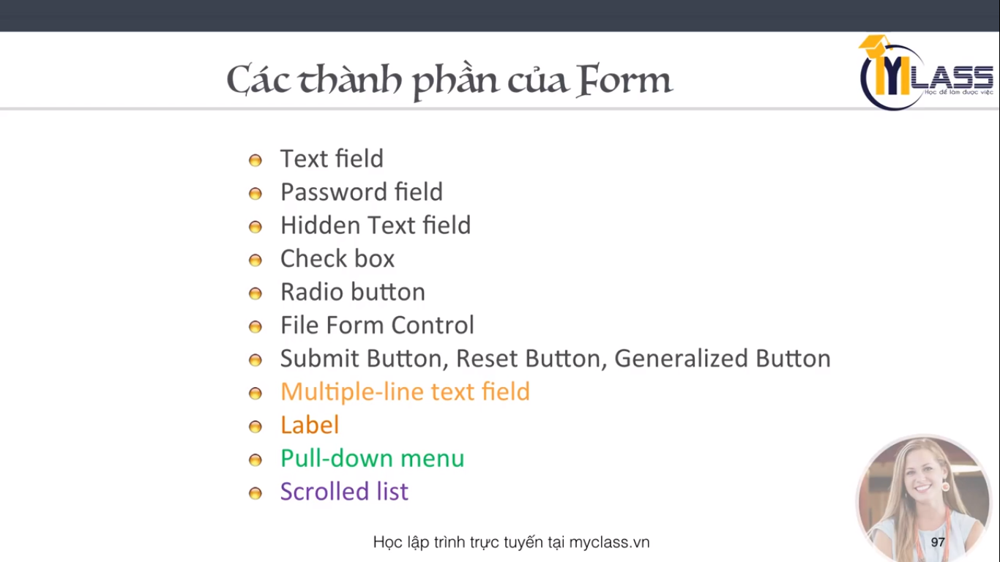 Các thành phần của Form
MYLASS
Học để làm được việc
Text field
Password field
Hidden Text field
Check box
Radio button
File Form Control
Submit Button, Reset Button, Generalized Button
Multiple-line text field
Label
Pull-down menu
Scrolled list
Học lập trình trực tuyến tại myclass.vn
97